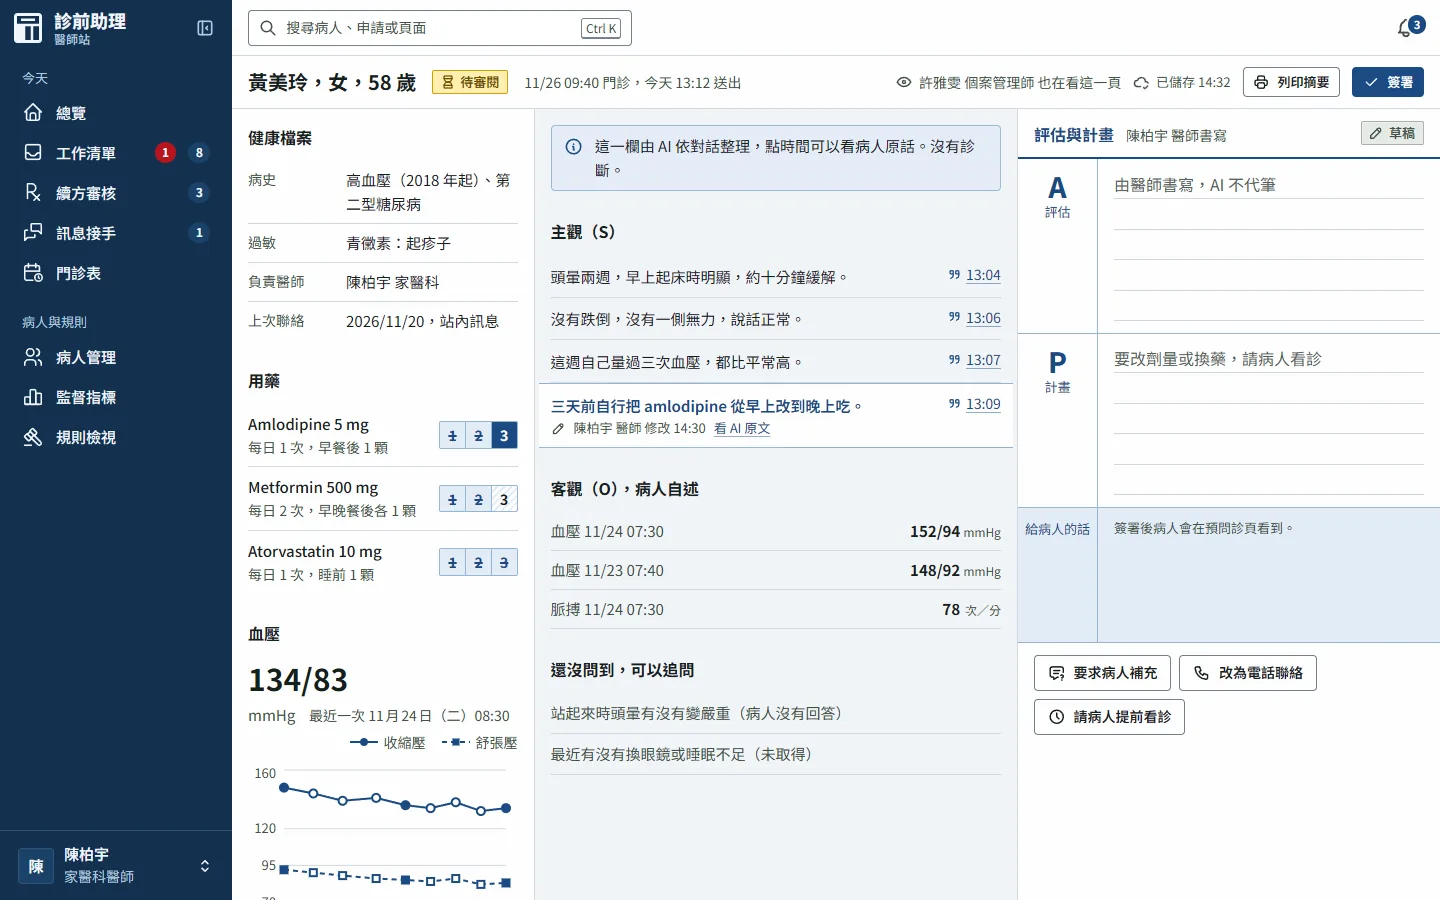 診前助理
醫師站
今天
總覽
工作清單 1 8
續方審核 3
訊息接手 1
門診表
病人與規則
病人管理
監督指標
規則檢視
陳
陳柏宇
家醫科醫師
搜尋病人、申請或頁面 Ctrl K
3
黃美玲，女，58 歲
待審閱
11/26 09:40 門診，今天 13:12 送出
許雅雯 個案管理師 也在看這一頁
已儲存 14:32
列印摘要
簽署
健康檔案
病史 高血壓（2018 年起）、第
二型糖尿病
過敏 青黴素：起疹子
負責醫師 陳柏宇 家醫科
上次聯絡 2026/11/20，站內訊息
用藥
Amlodipine 5 mg
每日 1 次，早餐後 1 顆
1 2 3
Metformin 500 mg
每日 2 次，早晚餐後各 1 顆
1 2 3
Atorvastatin 10 mg
每日 1 次，睡前 1 顆
1 2 3
血壓
134/83
mmHg 最近一次 11 月 24 日（二）08:30
收縮壓 舒張壓
160
120
95
這一欄由 AI 依對話整理，點時間可以看病人原話。沒有診
斷。
主觀（S）
頭暈兩週，早上起床時明顯，約十分鐘緩解。 13:04
沒有跌倒，沒有一側無力，說話正常。 13:06
這週自己量過三次血壓，都比平常高。 13:07
三天前自行把 amlodipine 從早上改到晚上吃。 13:09
陳柏宇 醫師 修改 14:30 看 AI 原文
客觀（O），病人自述
血壓 11/24 07:30 152/94 mmHg
血壓 11/23 07:40 148/92 mmHg
脈搏 11/24 07:30 78 次／分
還沒問到，可以追問
站起來時頭暈有沒有變嚴重（病人沒有回答）
最近有沒有換眼鏡或睡眠不足（未取得）
評估與計畫 陳柏宇 醫師書寫
草稿
A
評估
由醫師書寫，AI 不代筆
P
計畫
要改劑量或換藥，請病人看診
給病人的話
簽署後病人會在預問診頁看到。
要求病人補充
改為電話聯絡
請病人提前看診